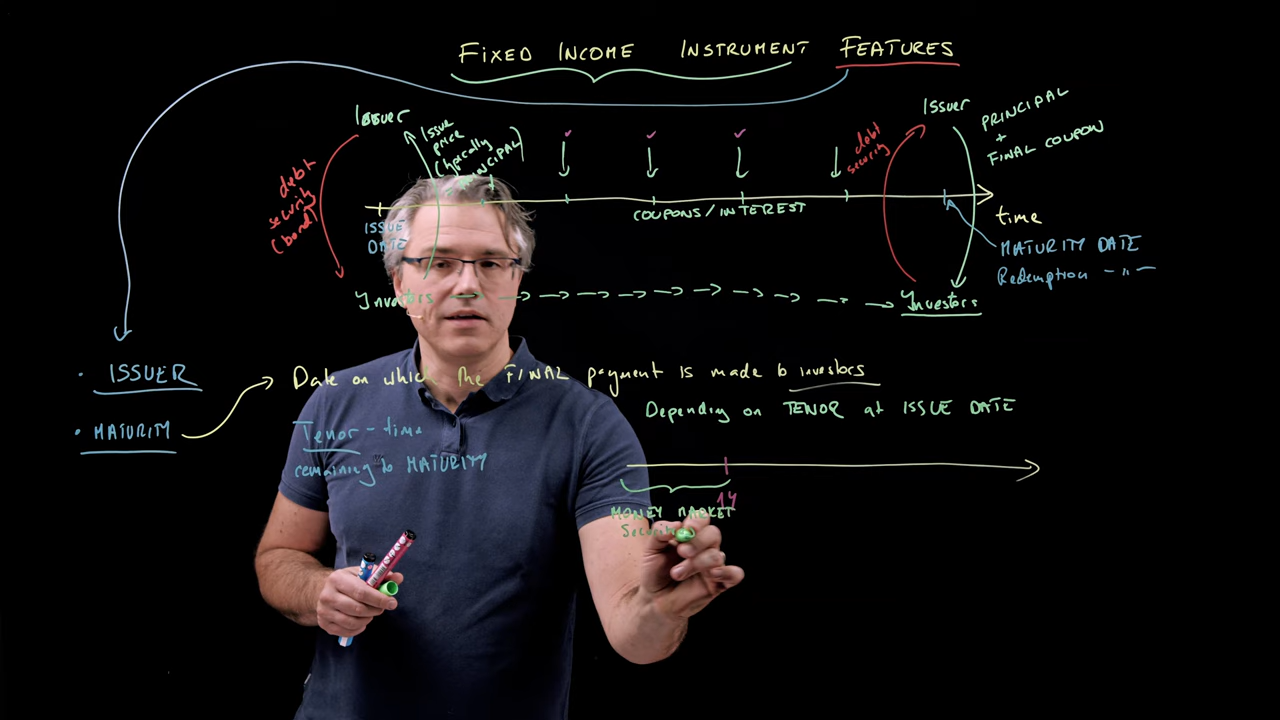 FIXED INCOME INSTRUMENT FEATURES
Issuer
Issue
price
(typically
PRINCIPAL)
debt
security
(bond)
debt
security
Issuer
PRINCIPAL
+
FINAL COUPON
COUPONS/INTEREST
time
ISSUE
DATE
MATURITY DATE
Redemption -"-
Investors
Investors
• ISSUER
• MATURITY
Date on which the FINAL payment is made to investors
Depending on TENOR at ISSUE DATE
Tenor - time
remaining to MATURITY
1Y
MONEY MARKET